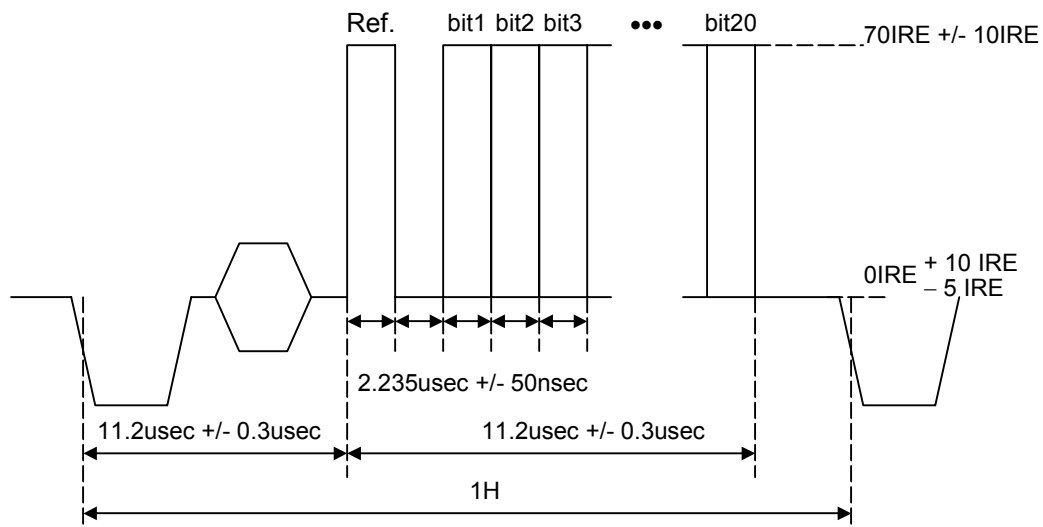 Ref. bit1 bit2 bit3 ••• bit20
70IRE +/- 10IRE
0IRE + 10 IRE
– 5 IRE
2.235usec +/- 50nsec
11.2usec +/- 0.3usec 11.2usec +/- 0.3usec
1H